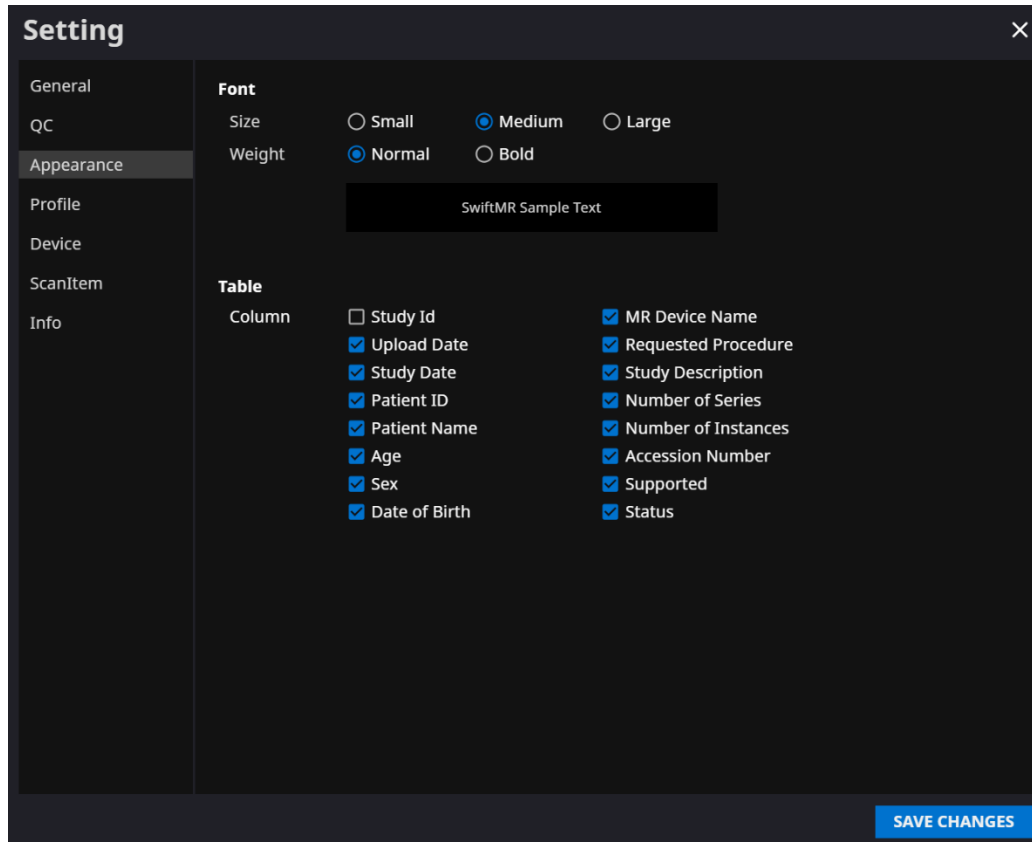 Setting
General
QC
Appearance
Profile
Device
ScanItem
Info
Font
Size Small Medium Large
Weight Normal Bold
SwiftMR Sample Text
Table
Column Study Id MR Device Name
Upload Date Requested Procedure
Study Date Study Description
Patient ID Number of Series
Patient Name Number of Instances
Age Accession Number
Sex Supported
Date of Birth Status
SAVE CHANGES